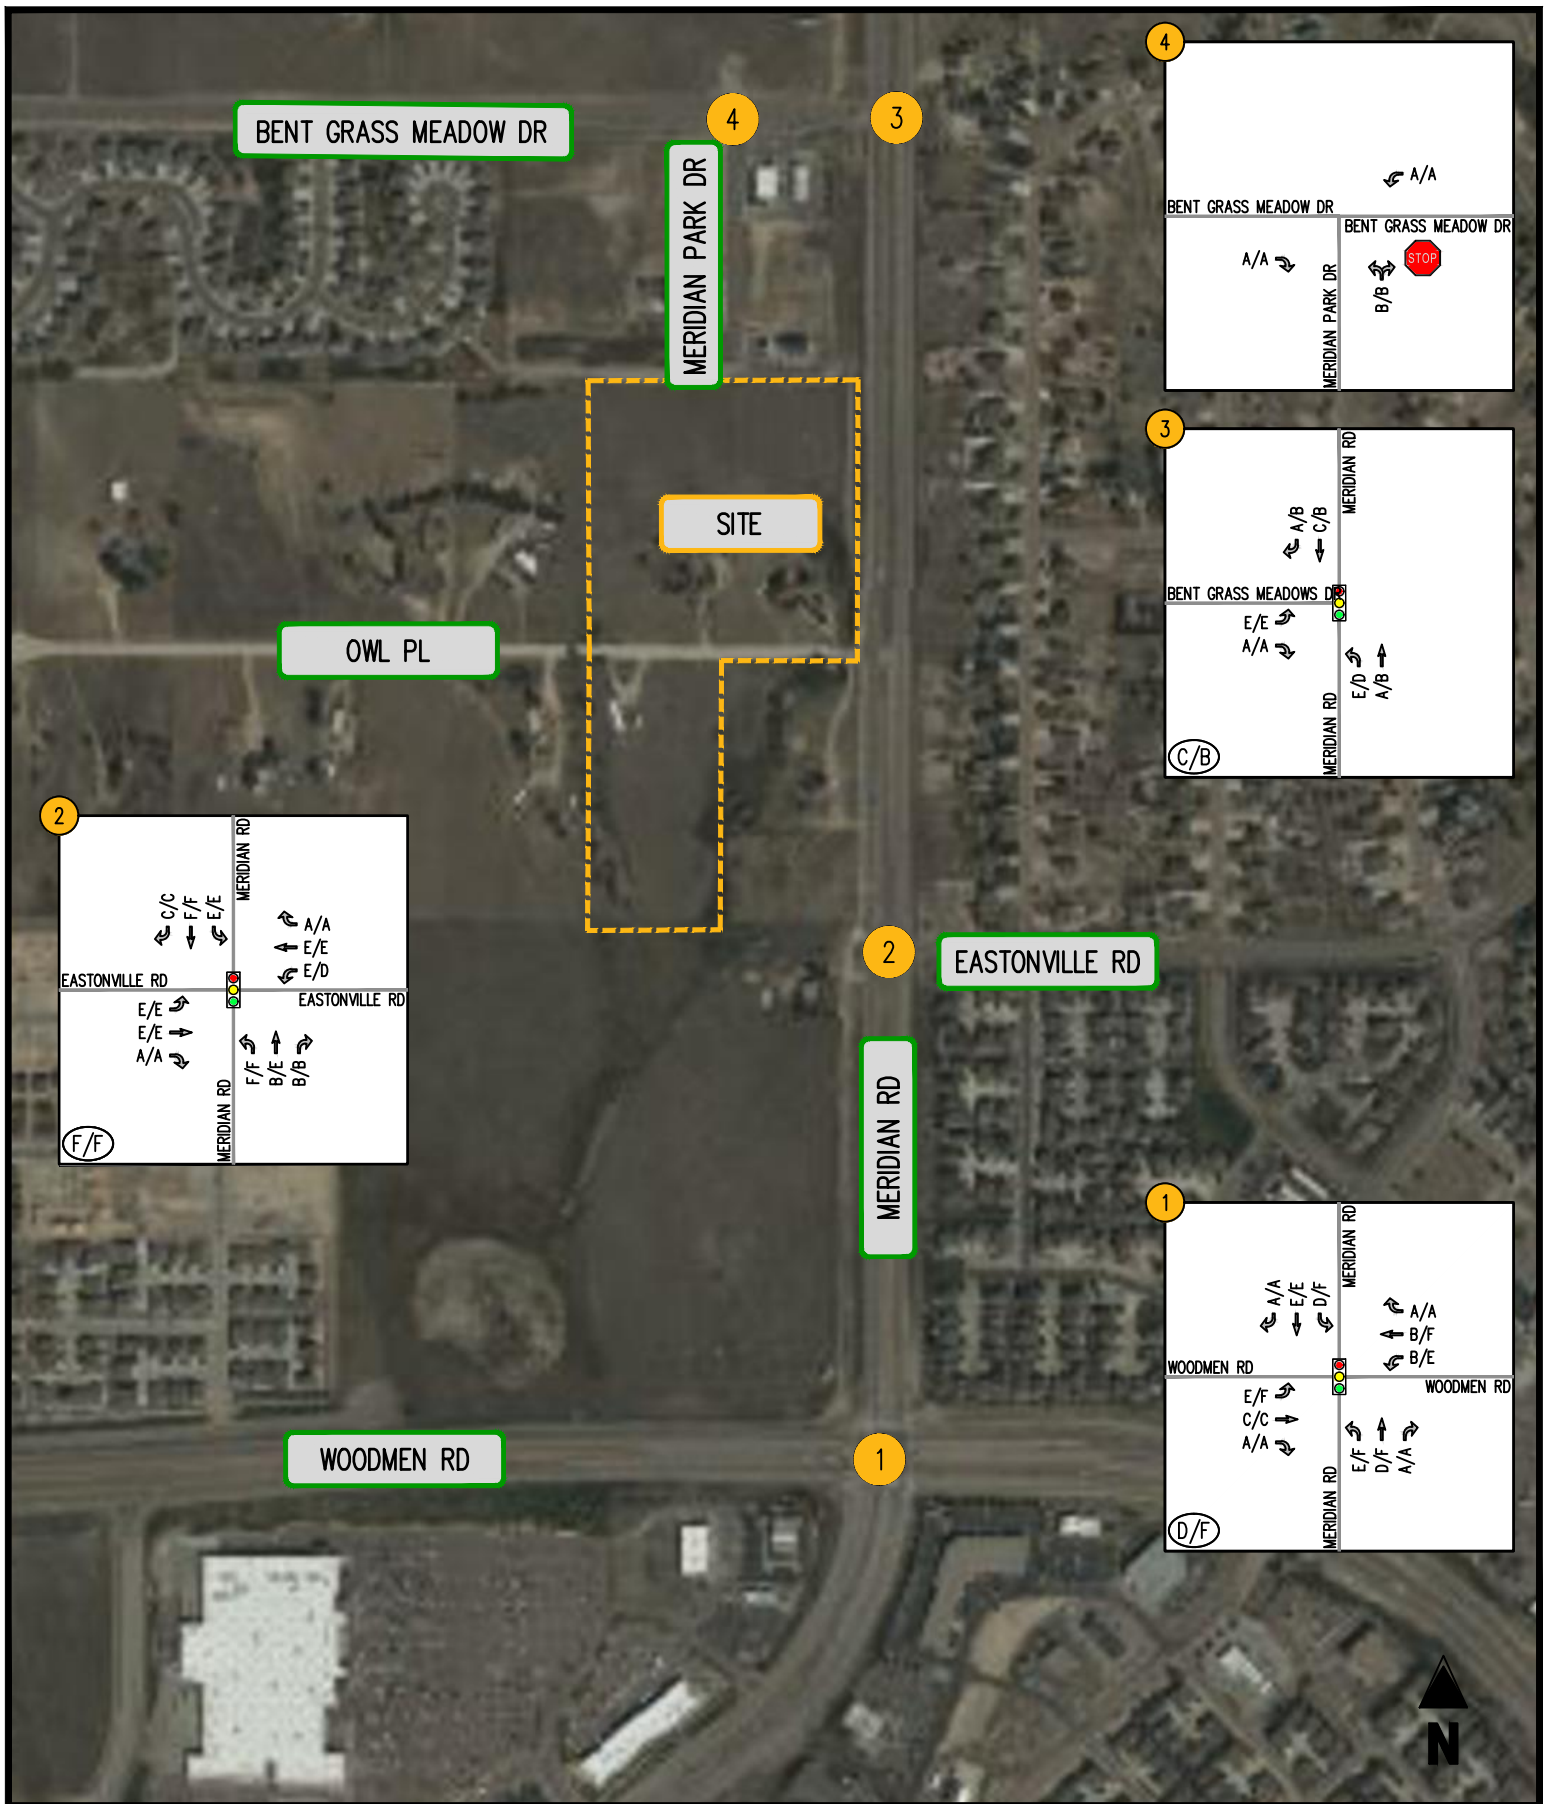 BENT GRASS MEADOW DR
4
3
MERIDIAN PARK DR
SITE
OWL PL
2
EASTONVILLE RD
MERIDIAN RD
WOODMEN RD
1
N
4
A/A
BENT GRASS MEADOW DR
BENT GRASS MEADOW DR
A/A
STOP
B/B
MERIDIAN PARK DR
3
MERIDIAN RD
A/B
C/B
BENT GRASS MEADOWS DR
E/E
A/A
E/D
A/B
MERIDIAN RD
C/B
2
MERIDIAN RD
C/C
F/F
E/E
A/A
E/E
E/D
EASTONVILLE RD
EASTONVILLE RD
E/E
E/E
A/A
F/F
B/E
B/B
MERIDIAN RD
F/F
1
MERIDIAN RD
A/A
E/E
D/F
A/A
B/F
B/E
WOODMEN RD
WOODMEN RD
E/F
C/C
A/A
E/F
D/F
A/A
MERIDIAN RD
D/F